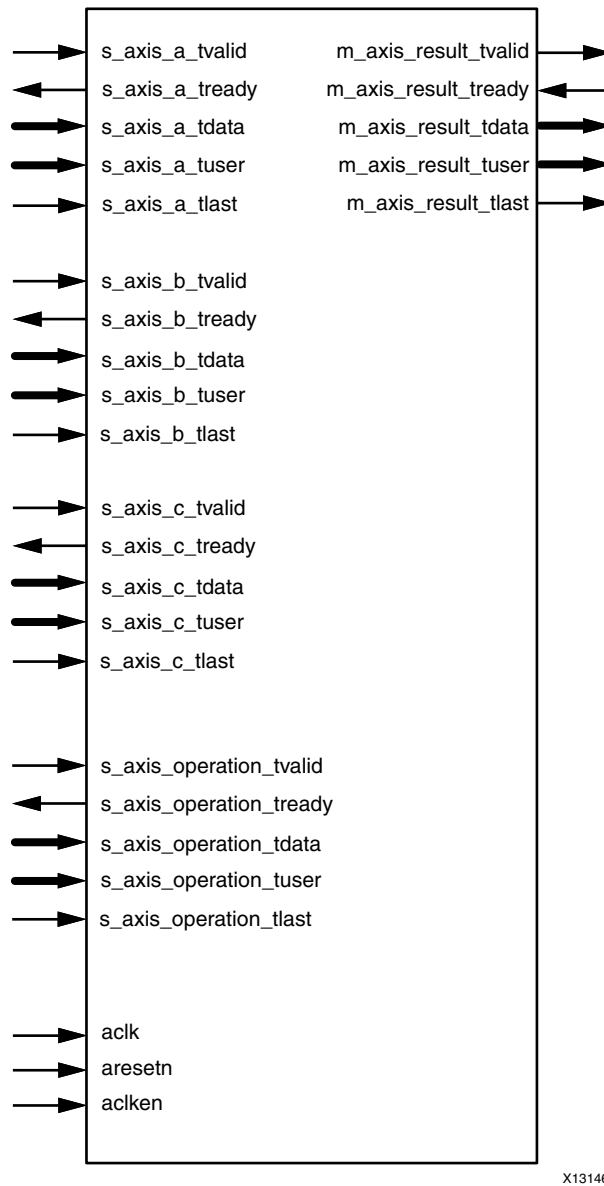 s_axis_a_tvalid m_axis_result_tvalid
s_axis_a_tready m_axis_result_tready
s_axis_a_tdata m_axis_result_tdata
s_axis_a_tuser m_axis_result_tuser
s_axis_a_tlast m_axis_result_tlast
s_axis_b_tvalid
s_axis_b_tready
s_axis_b_tdata
s_axis_b_tuser
s_axis_b_tlast
s_axis_c_tvalid
s_axis_c_tready
s_axis_c_tdata
s_axis_c_tuser
s_axis_c_tlast
s_axis_operation_tvalid
s_axis_operation_tready
s_axis_operation_tdata
s_axis_operation_tuser
s_axis_operation_tlast
aclk
aresetn
aclken
X13146